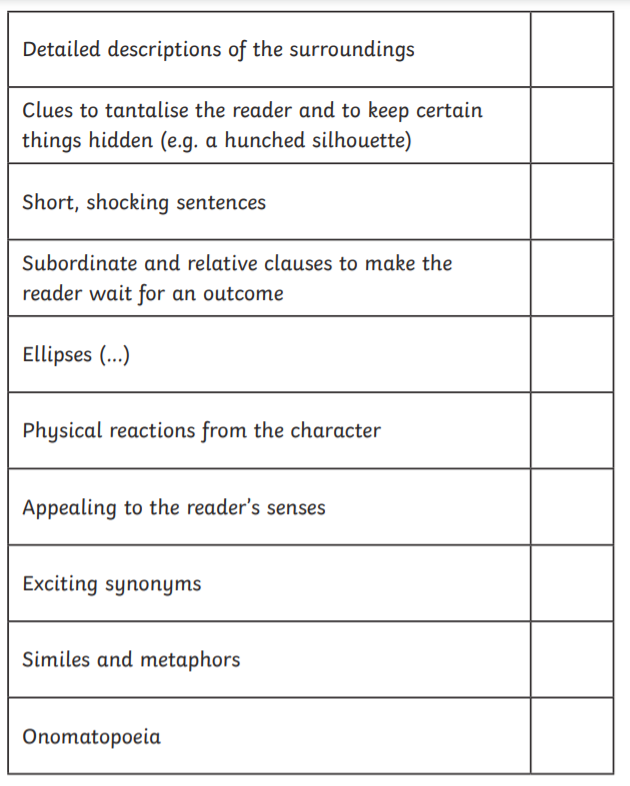 Detailed descriptions of the surroundings
Clues to tantalise the reader and to keep certain
things hidden (e.g. a hunched silhouette)
Short, shocking sentences
Subordinate and relative clauses to make the
reader wait for an outcome
Ellipses (...)
Physical reactions from the character
Appealing to the reader's senses
Exciting synonyms
Similes and metaphors
Onomatopoeia